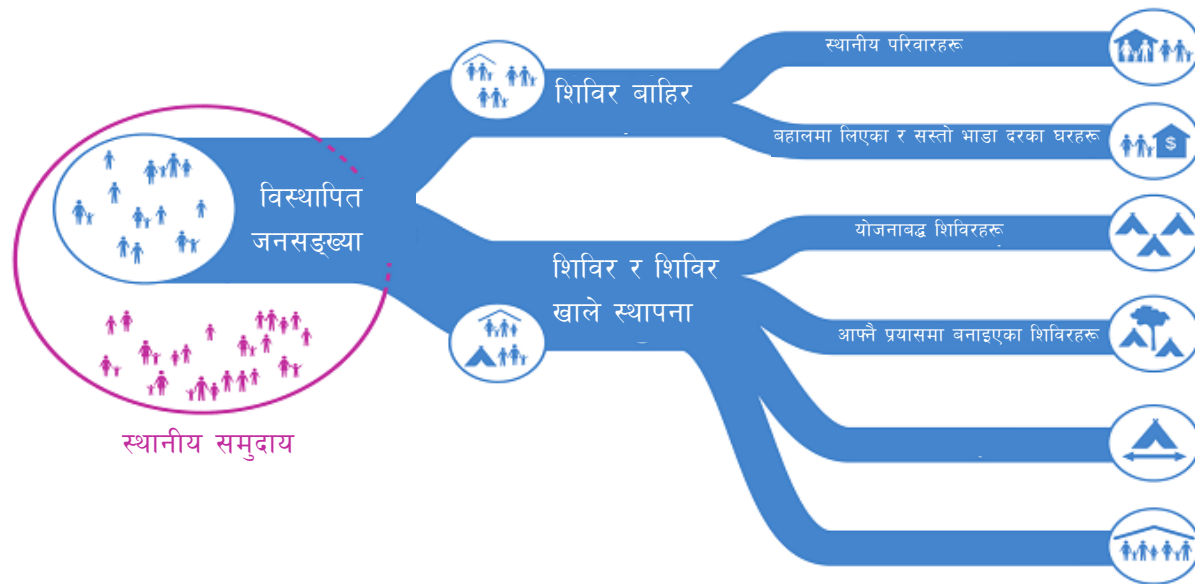 स्थानीय परिवारहरू
शिविर बाहिर
बहालमा लिएका र सस्तो भाडा दरका घरहरू
$
विस्थापित
जनसङ्ख्या
योजनाबद्ध शिविरहरू
शिविर र शिविर
खाले स्थापना
आफ्नै प्रयासमा बनाइएका शिविरहरू
स्थानीय समुदाय